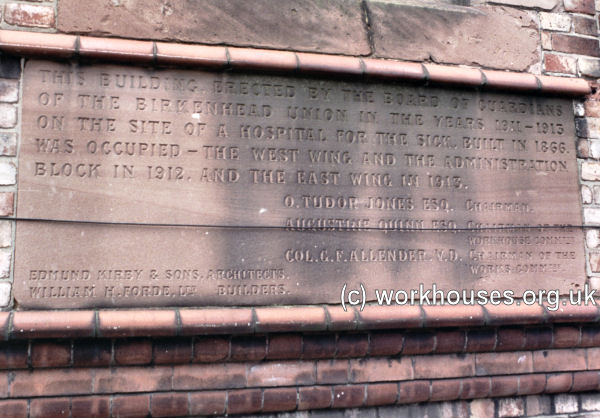 THIS BUILDING, ERECTED BY THE BOARD OF GUARDIANS
OF THE BIRKENHEAD UNION IN THE YEARS 1911-1913
ON THE SITE OF A HOSPITAL FOR THE SICK, BUILT IN 1866.
WAS OCCUPIED - THE WEST WING AND THE ADMINISTRATION
BLOCK IN 1912, AND THE EAST WING IN 1913.
O. TUDOR JONES ESQ. CHAIRMAN.
AUGUSTINE QUINN ESQ. CHAIRMAN OF THE
WORKHOUSE COMMTEE
COL. G. F. ALLENDER. V.D. CHAIRMAN OF THE
WORKS COMMTEE
EDMUND KIRBY & SONS. ARCHITECTS.
WILLIAM H. FORDE, LTD BUILDERS.
(c) workhouses.org.uk